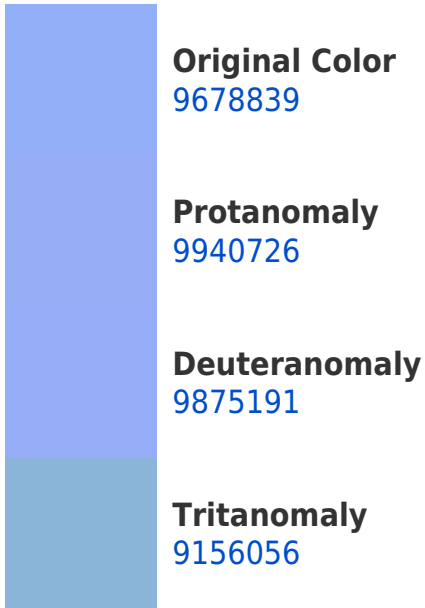 Original Color
9678839
Protanomaly
9940726
Deuteranomaly
9875191
Tritanomaly
9156056